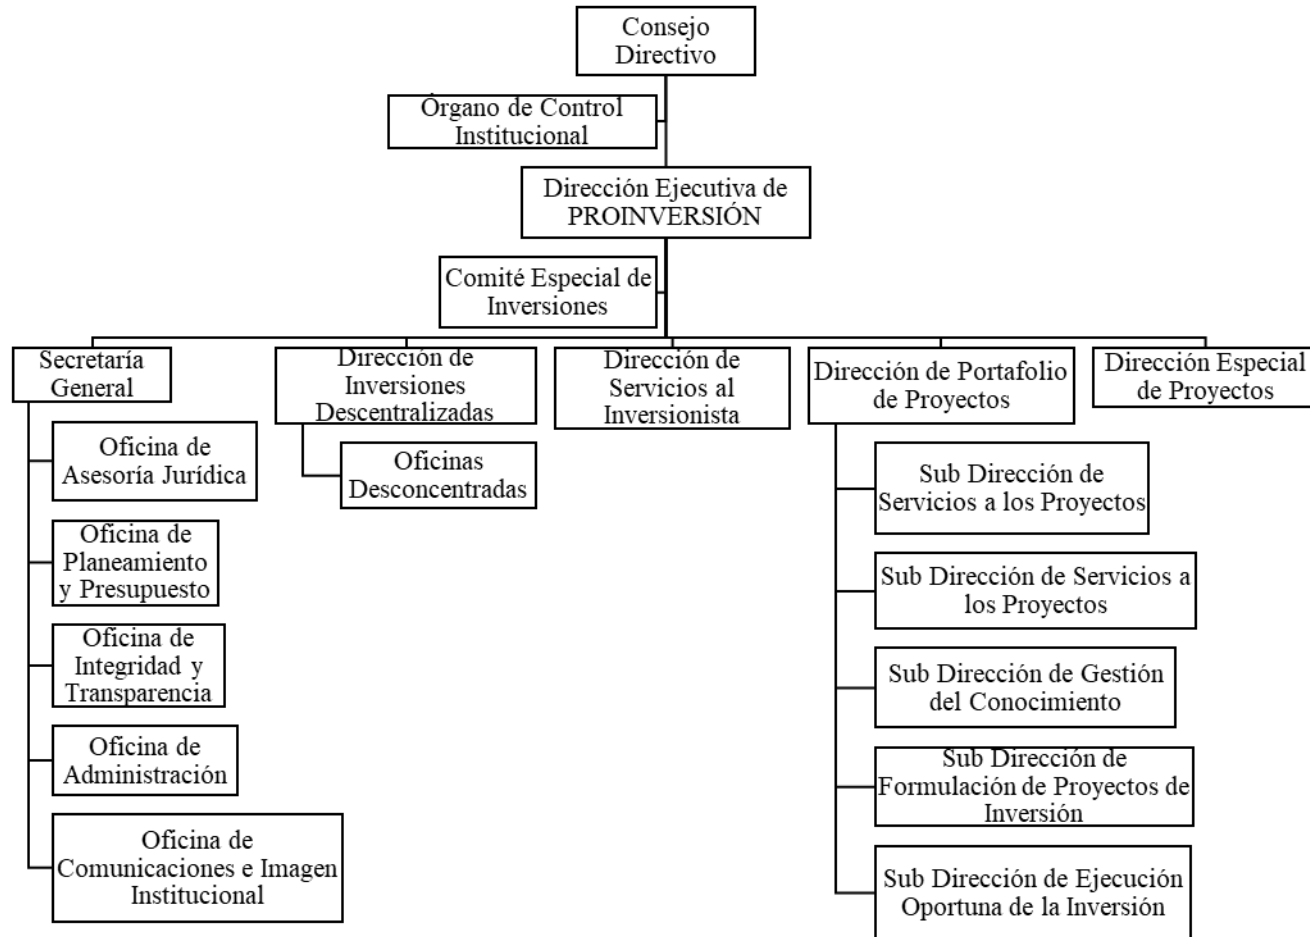 Consejo
Directivo
Órgano de Control
Institucional
Dirección Ejecutiva de
PROINVERSIÓN
Comité Especial de
Inversiones
Secretaría
General
Oficina de
Asesoría Jurídica
Oficina de
Planeamiento
y Presupuesto
Oficina de
Integridad y
Transparencia
Oficina de
Administración
Oficina de
Comunicaciones e Imagen
Institucional
Dirección de
Inversiones
Descentralizadas
Oficinas
Desconcentradas
Dirección de
Servicios al
Inversionista
Dirección de Portafolio
de Proyectos
Sub Dirección de
Servicios a los Proyectos
Sub Dirección de Servicios a
los Proyectos
Sub Dirección de Gestión
del Conocimiento
Sub Dirección de
Formulación de Proyectos de
Inversión
Sub Dirección de Ejecución
Oportuna de la Inversión
Dirección Especial
de Proyectos